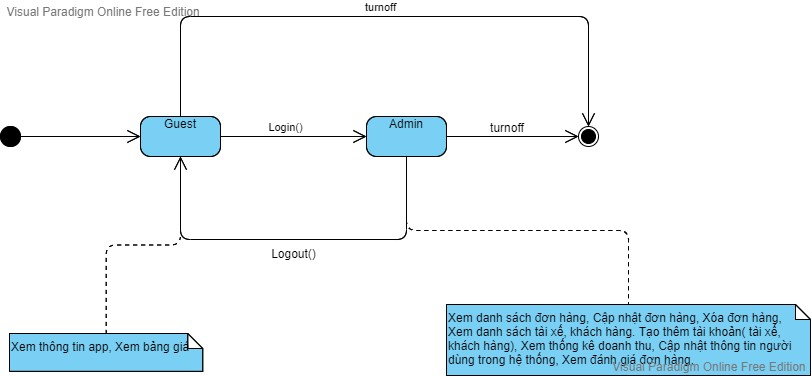 Visual Paradigm Online Free Edition
turnoff
Guest
Login()
Admin
turnoff
Logout()
Xem thông tin app, Xem bảng giá
Xem danh sách đơn hàng, Cập nhật đơn hàng, Xóa đơn hàng,
Xem danh sách tài xế, khách hàng. Tạo thêm tài khoản( tài xế,
khách hàng), Xem thống kê doanh thu, Cập nhật thông tin người
dùng trong hệ thống, Xem đánh giá đơn hàng.
Visual Paradigm Online Free Edition